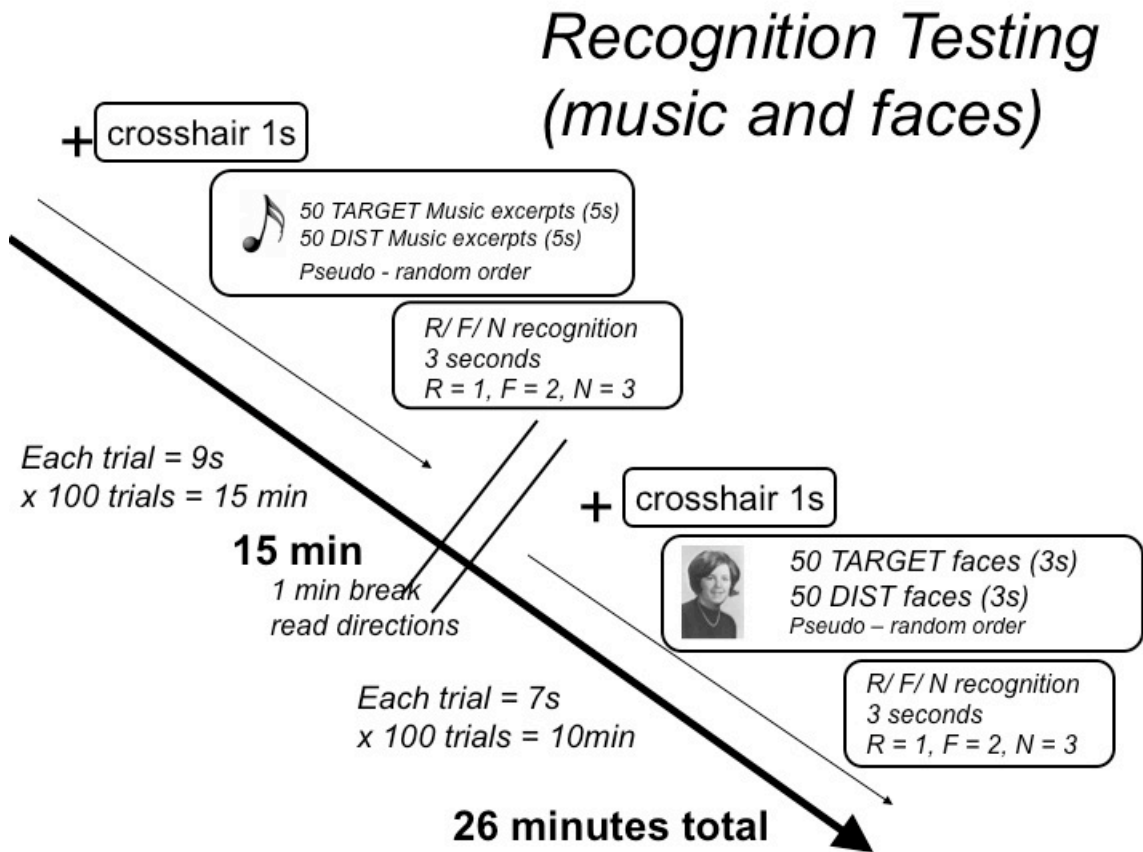 Recognition Testing
(music and faces)
+ crosshair 1s
50 TARGET Music excerpts (5s)
50 DIST Music excerpts (5s)
Pseudo - random order
R/ F/ N recognition
3 seconds
R = 1, F = 2, N = 3
Each trial = 9s
x 100 trials = 15 min
15 min
1 min break
read directions
+ crosshair 1s
50 TARGET faces (3s)
50 DIST faces (3s)
Pseudo – random order
R/ F/ N recognition
3 seconds
R = 1, F = 2, N = 3
Each trial = 7s
x 100 trials = 10min
26 minutes total